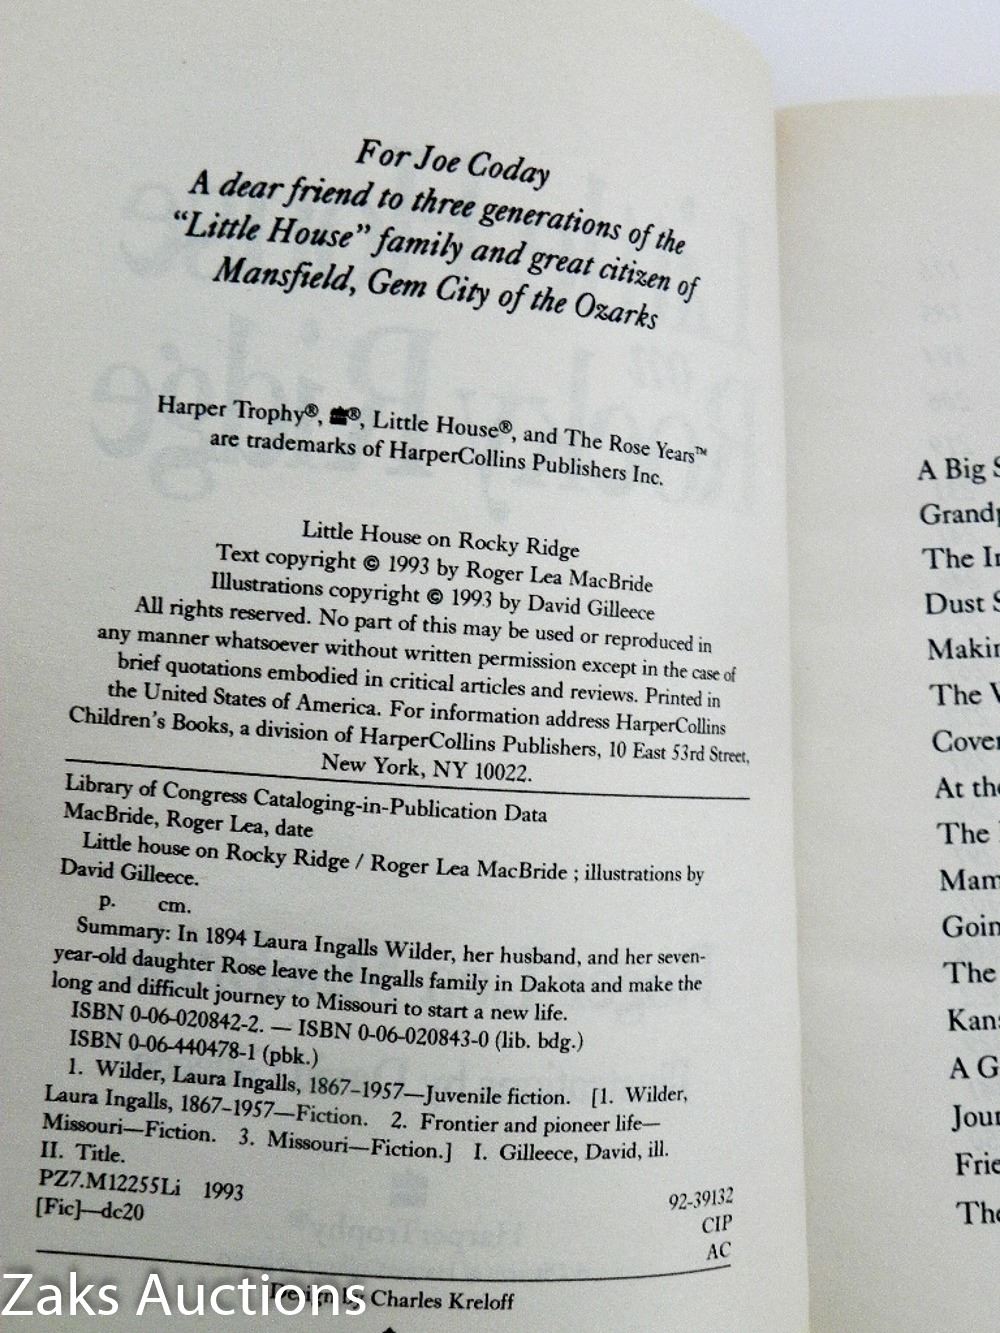 For Joe Coday
A dear friend to three generations of the
"Little House" family and great citizen of
Mansfield, Gem City of the Ozarks
Harper Trophy®, ®, Little House®, and The Rose Years™
are trademarks of HarperCollins Publishers Inc.
Little House on Rocky Ridge
Text copyright © 1993 by Roger Lea MacBride
Illustrations copyright © 1993 by David Gilleece
All rights reserved. No part of this may be used or reproduced in
any manner whatsoever without written permission except in the case of
brief quotations embodied in critical articles and reviews. Printed in
the United States of America. For information address HarperCollins
Children's Books, a division of HarperCollins Publishers, 10 East 53rd Street,
New York, NY 10022.
Library of Congress Cataloging-in-Publication Data
MacBride, Roger Lea, date
Little house on Rocky Ridge / Roger Lea MacBride ; illustrations by
David Gilleece.
p. cm.
Summary: In 1894 Laura Ingalls Wilder, her husband, and her seven-
year-old daughter Rose leave the Ingalls family in Dakota and make the
long and difficult journey to Missouri to start a new life.
ISBN 0-06-020842-2. — ISBN 0-06-020843-0 (lib. bdg.)
ISBN 0-06-440478-1 (pbk.)
1. Wilder, Laura Ingalls, 1867–1957—Juvenile fiction. [1. Wilder,
Laura Ingalls, 1867–1957—Fiction. 2. Frontier and pioneer life—
Missouri—Fiction. 3. Missouri—Fiction.] I. Gilleece, David, ill.
II. Title.
PZ7.M12255Li 1993 92-39132
[Fic]—dc20 CIP
AC
Design by Charles Kreloff
A Big S
Grandp
The In
Dust S
Makin
The
Cover
At the
The
Mam
Goin
The
Kans
A G
Jour
Frie
The
Zaks Auctions